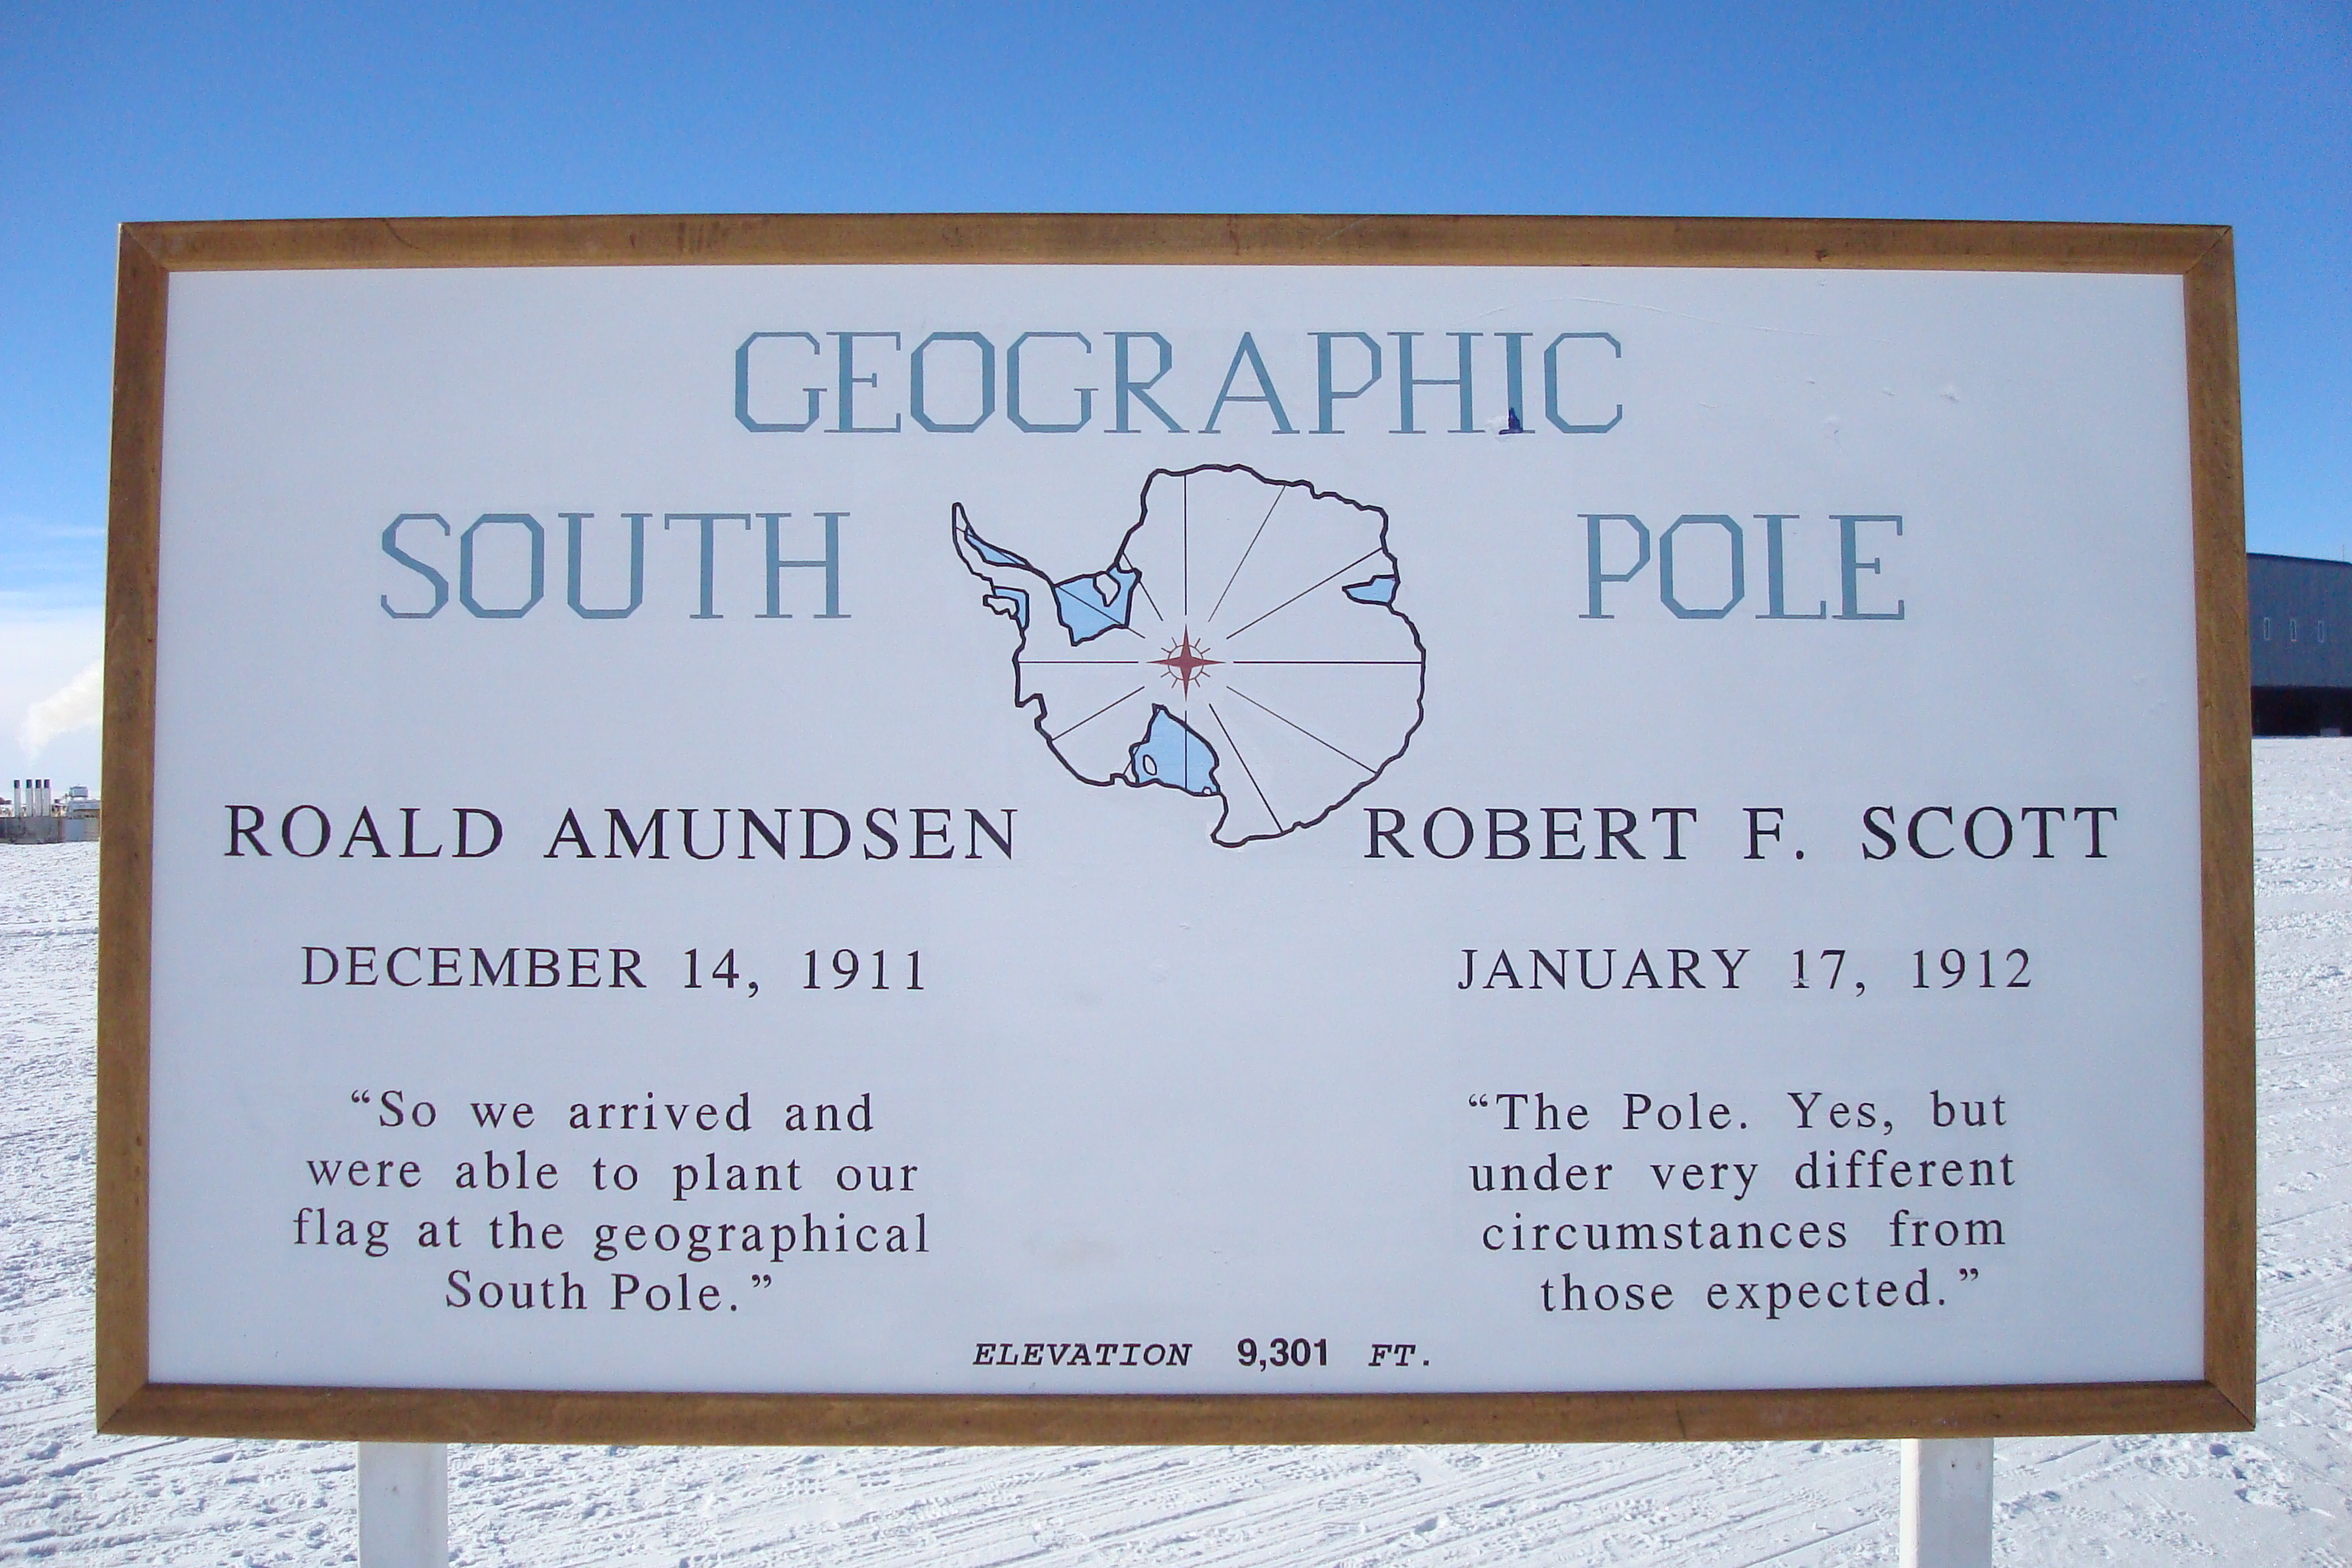 GEOGRAPHIC
SOUTH POLE
ROALD AMUNDSEN
DECEMBER 14, 1911
“So we arrived and
were able to plant our
flag at the geographical
South Pole.”
ROBERT F. SCOTT
JANUARY 17, 1912
“The Pole. Yes, but
under very different
circumstances from
those expected.”
ELEVATION 9,301 FT.